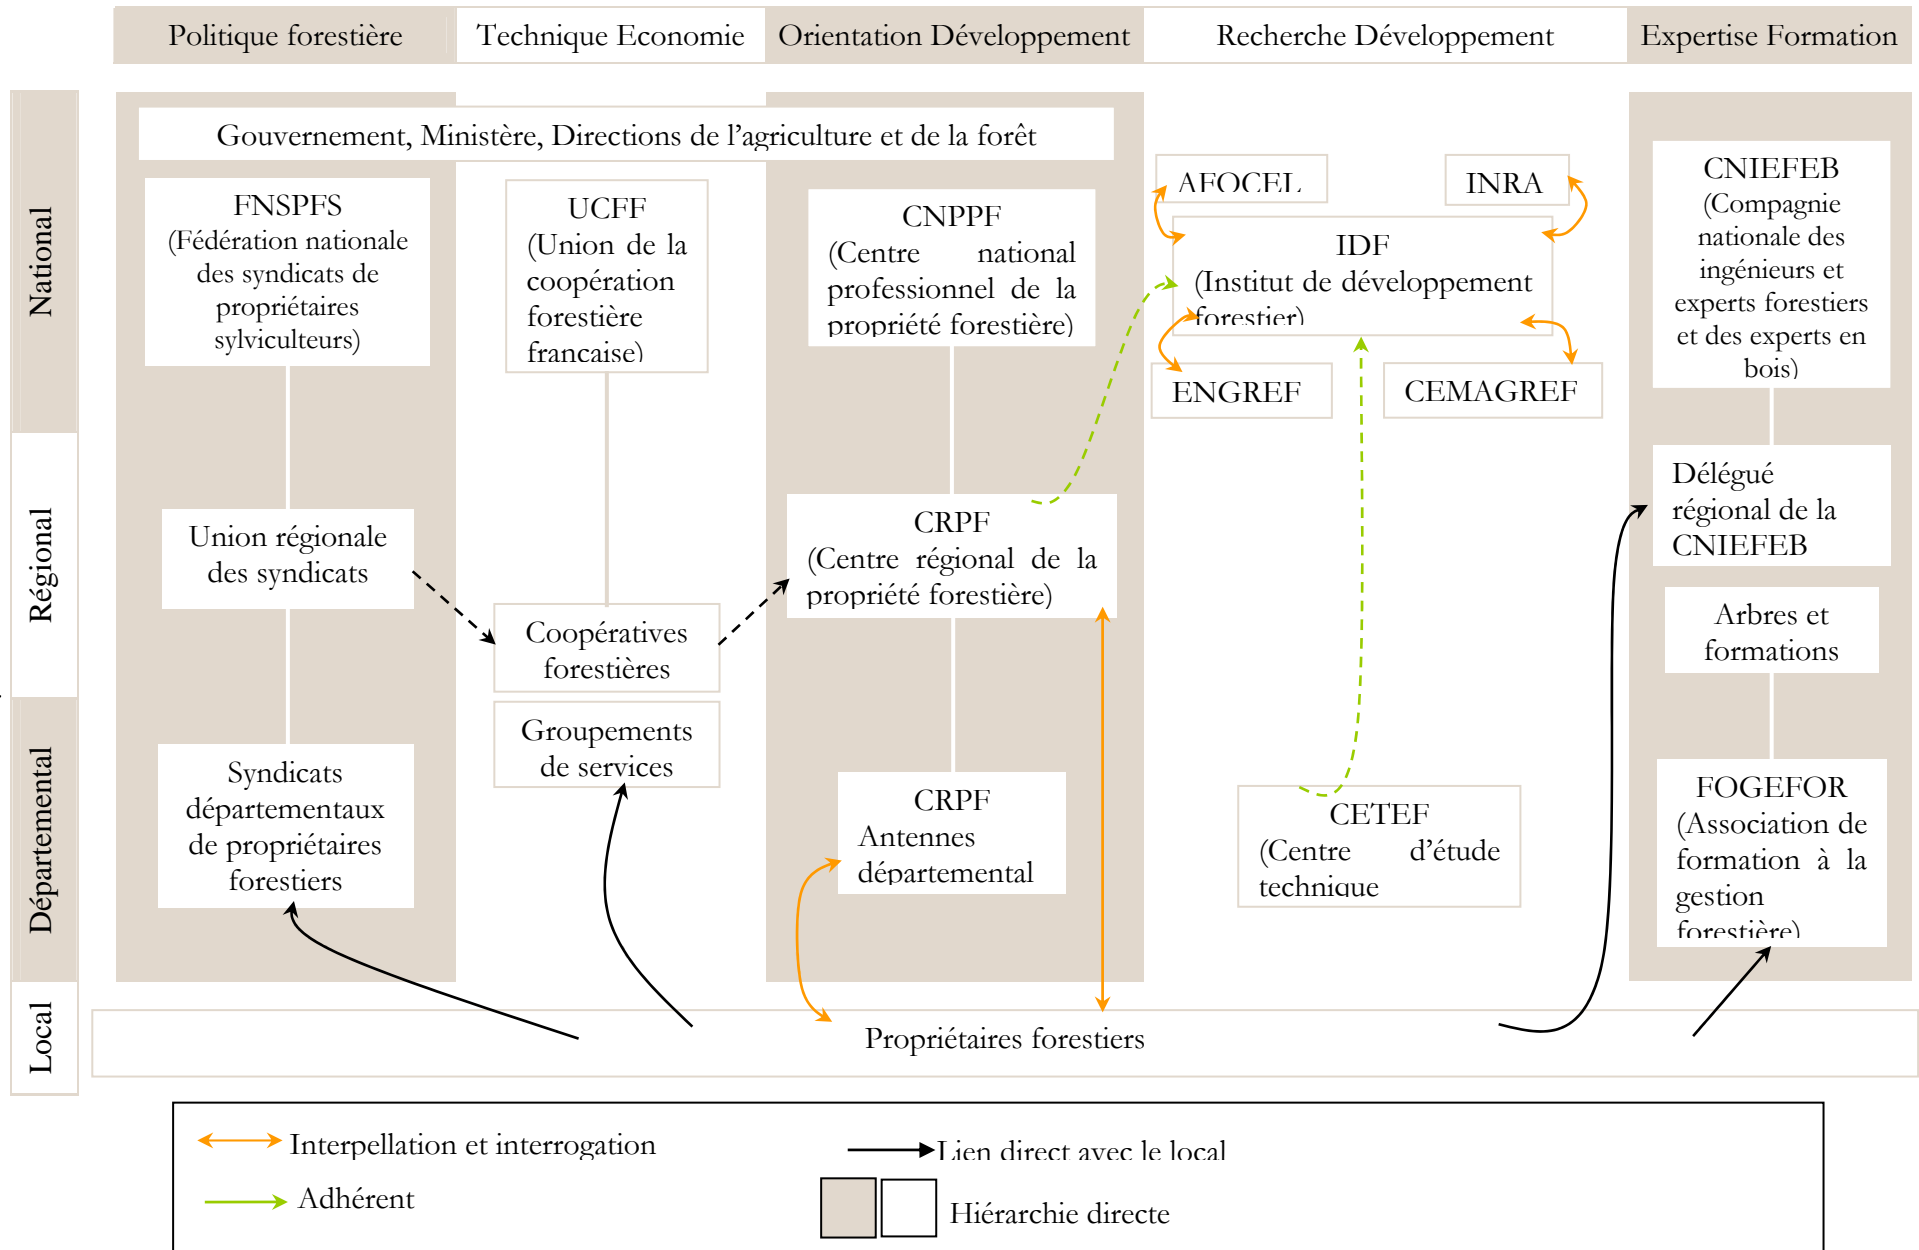 Politique forestière
Technique Economie
Orientation Développement
Recherche Développement
Expertise Formation
National
Gouvernement, Ministère, Directions de l'agriculture et de la forêt
FNSPFS
(Fédération nationale
des syndicats de
propriétaires
sylviculteurs)
UCFF
(Union de la
coopération
forestière
française)
CNPPF
(Centre national
professionnel de la
propriété forestière)
AFOCEL
INRA
IDF
(Institut de développement
forestier)
ENGREF
CEMAGREF
CNIEFEB
(Compagnie
nationale des
ingénieurs et
experts forestiers
et des experts en
bois)
Régional
Union régionale
des syndicats
Coopératives
forestières
CRPF
(Centre régional de la
propriété forestière)
Délégué
régional de la
CNIEFEB
Arbres et
formations
Départemental
Syndicats
départementaux
de propriétaires
forestiers
Groupements
de services
CRPF
Antennes
départemental
CETEF
(Centre d'étude
technique
FOGEFOR
(Association de
formation à la
gestion
forestière)
Local
Propriétaires forestiers
Interpellation et interrogation
Lien direct avec le local
Adhérent
Hiérarchie directe